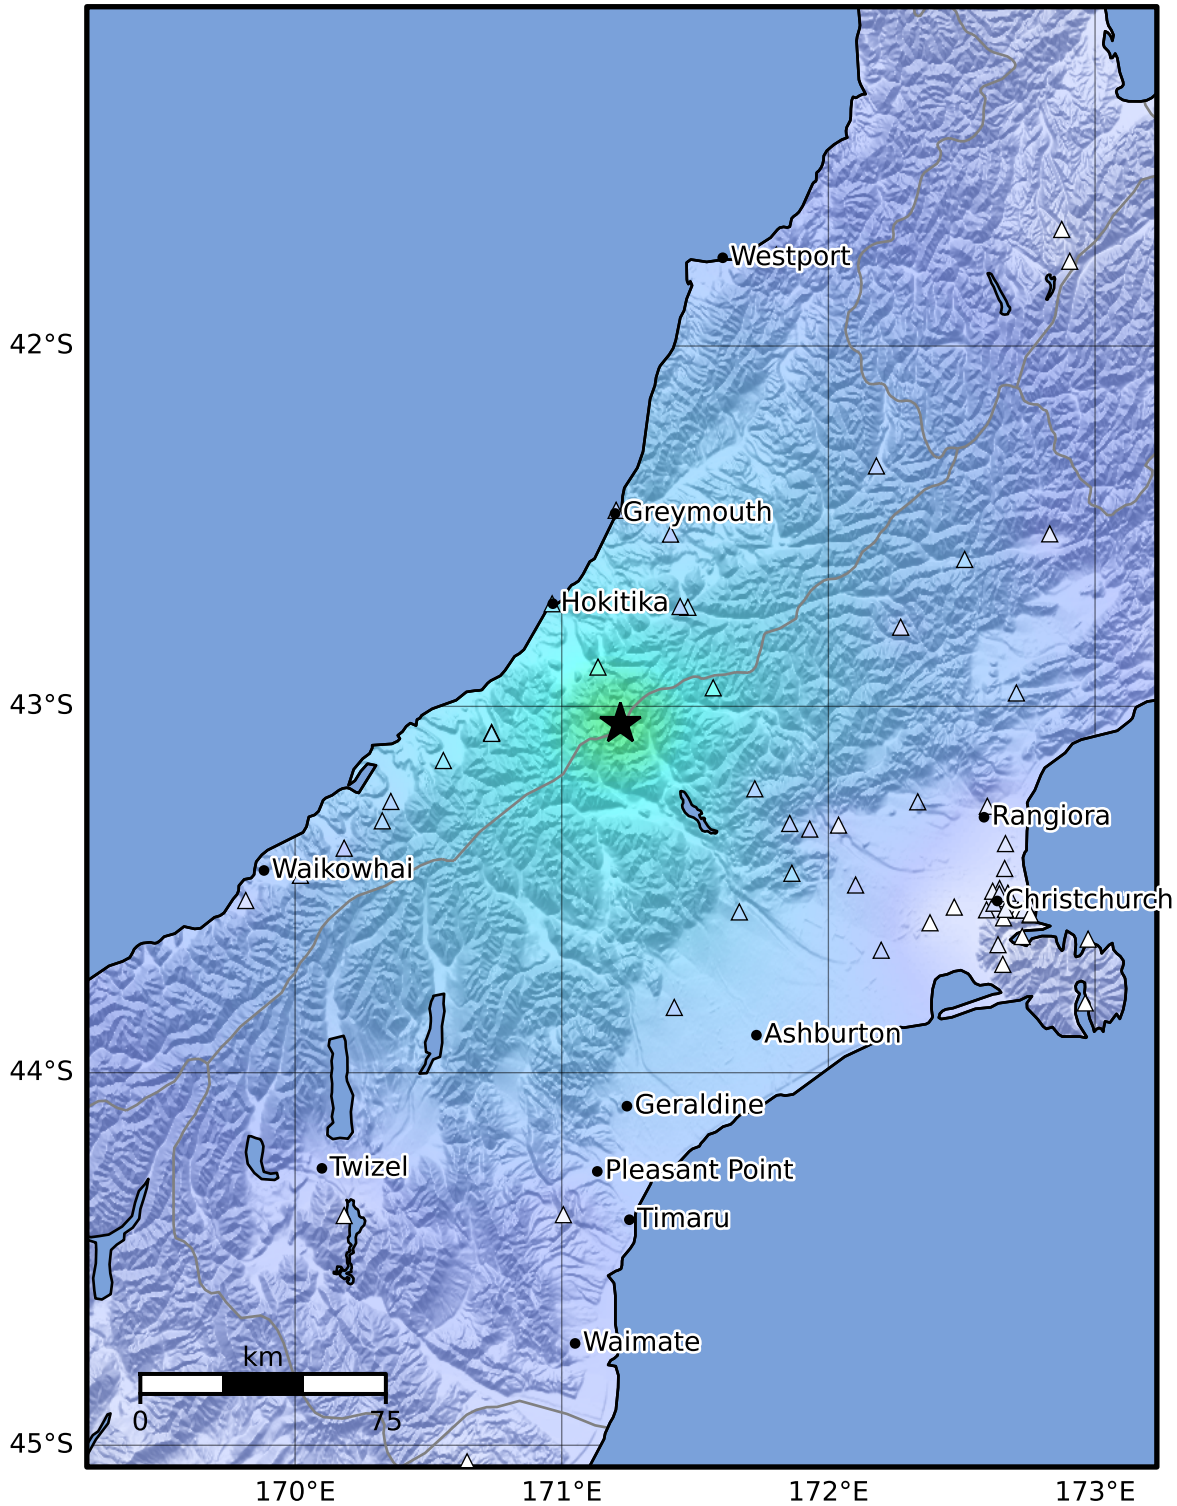 Westport
42°S
Greymouth
Hokitika
43°S
Rangiora
Waikowhai
Christchurch
Ashburton
44°S
Geraldine
Twizel
Pleasant Point
Timaru
Waimate
km
0
75
45°S
170°E
171°E
172°E
173°E